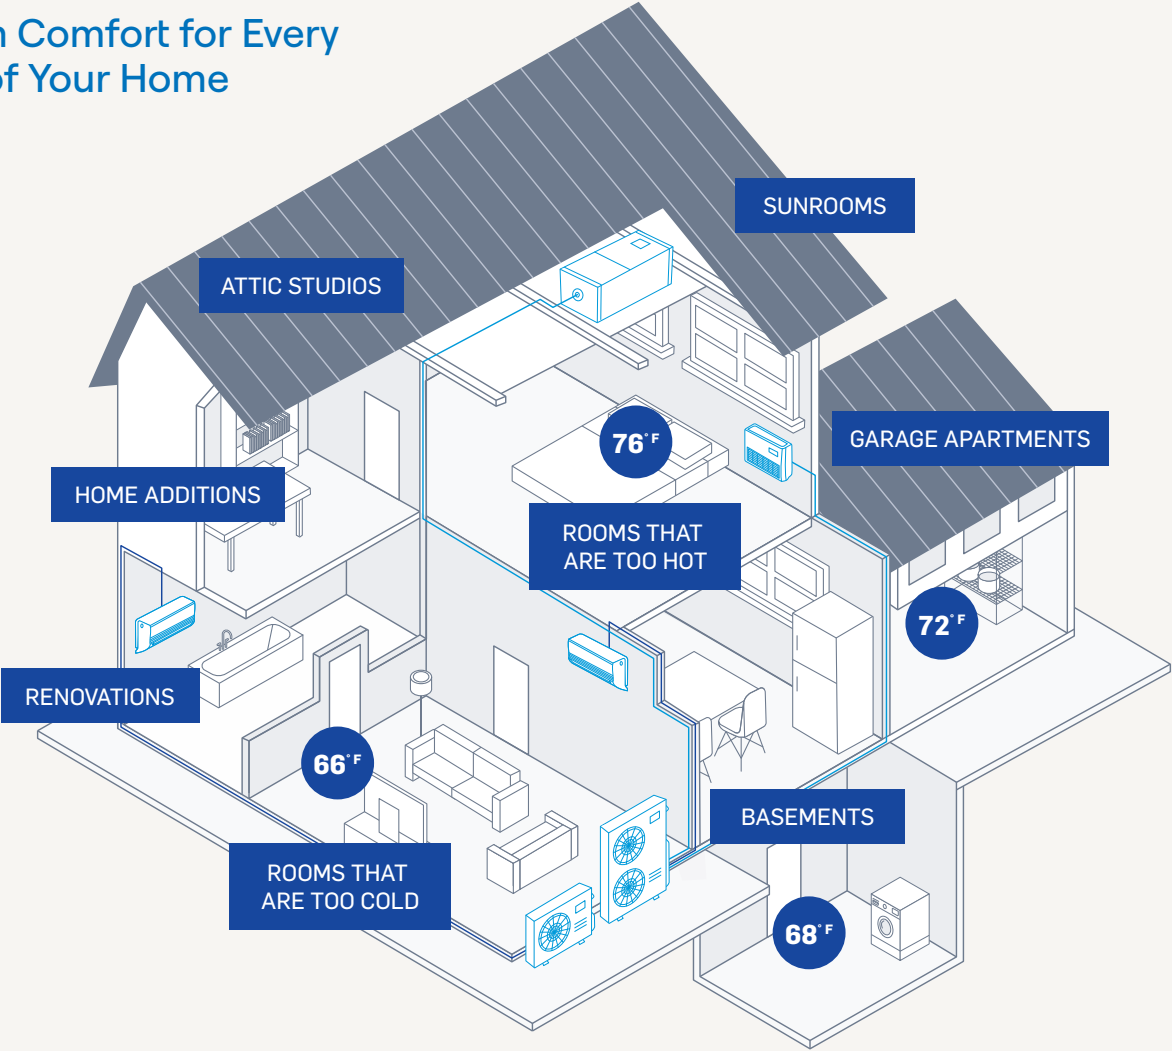 Comfort for Every
of Your Home
SUNROOMS
ATTIC STUDIOS
GARAGE APARTMENTS
76°F
HOME ADDITIONS
ROOMS THAT
ARE TOO HOT
72°F
RENOVATIONS
66°F
BASEMENTS
ROOMS THAT
ARE TOO COLD
68°F